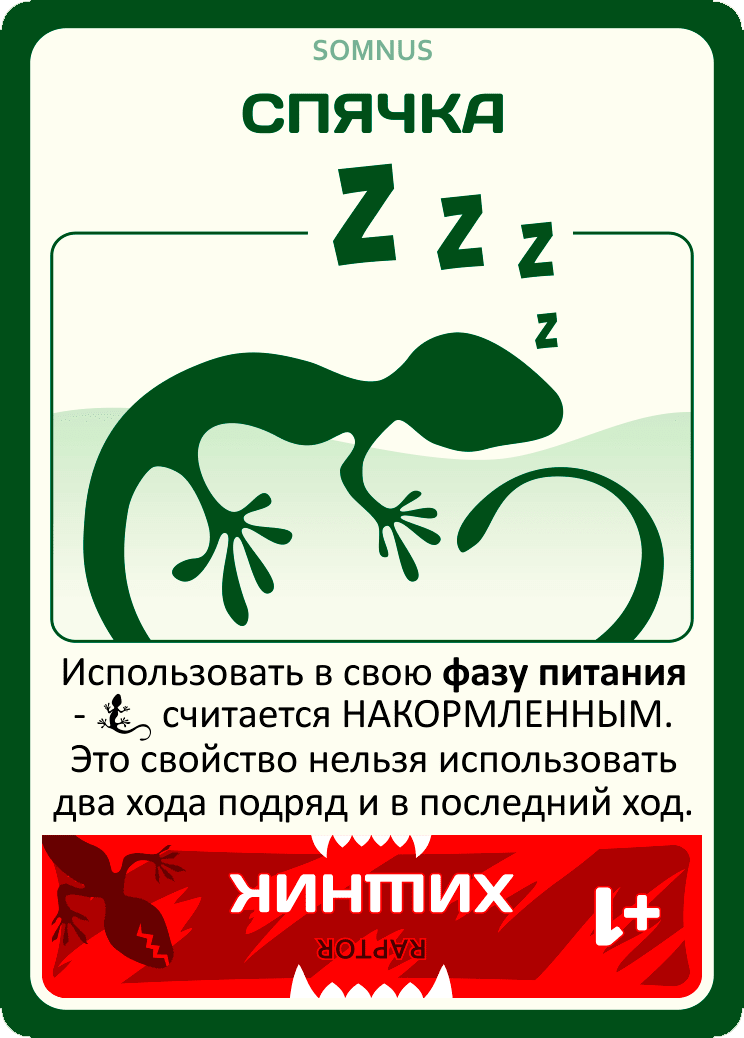 SOMNUS
СПЯЧКА
Z Z Z
z
Использовать в свою фазу питания
- считается НАКОРМЛЕННЫМ.
Это свойство нельзя использовать
два хода подряд и в последний ход.
ХИЩНИК
+1
RAPTOR